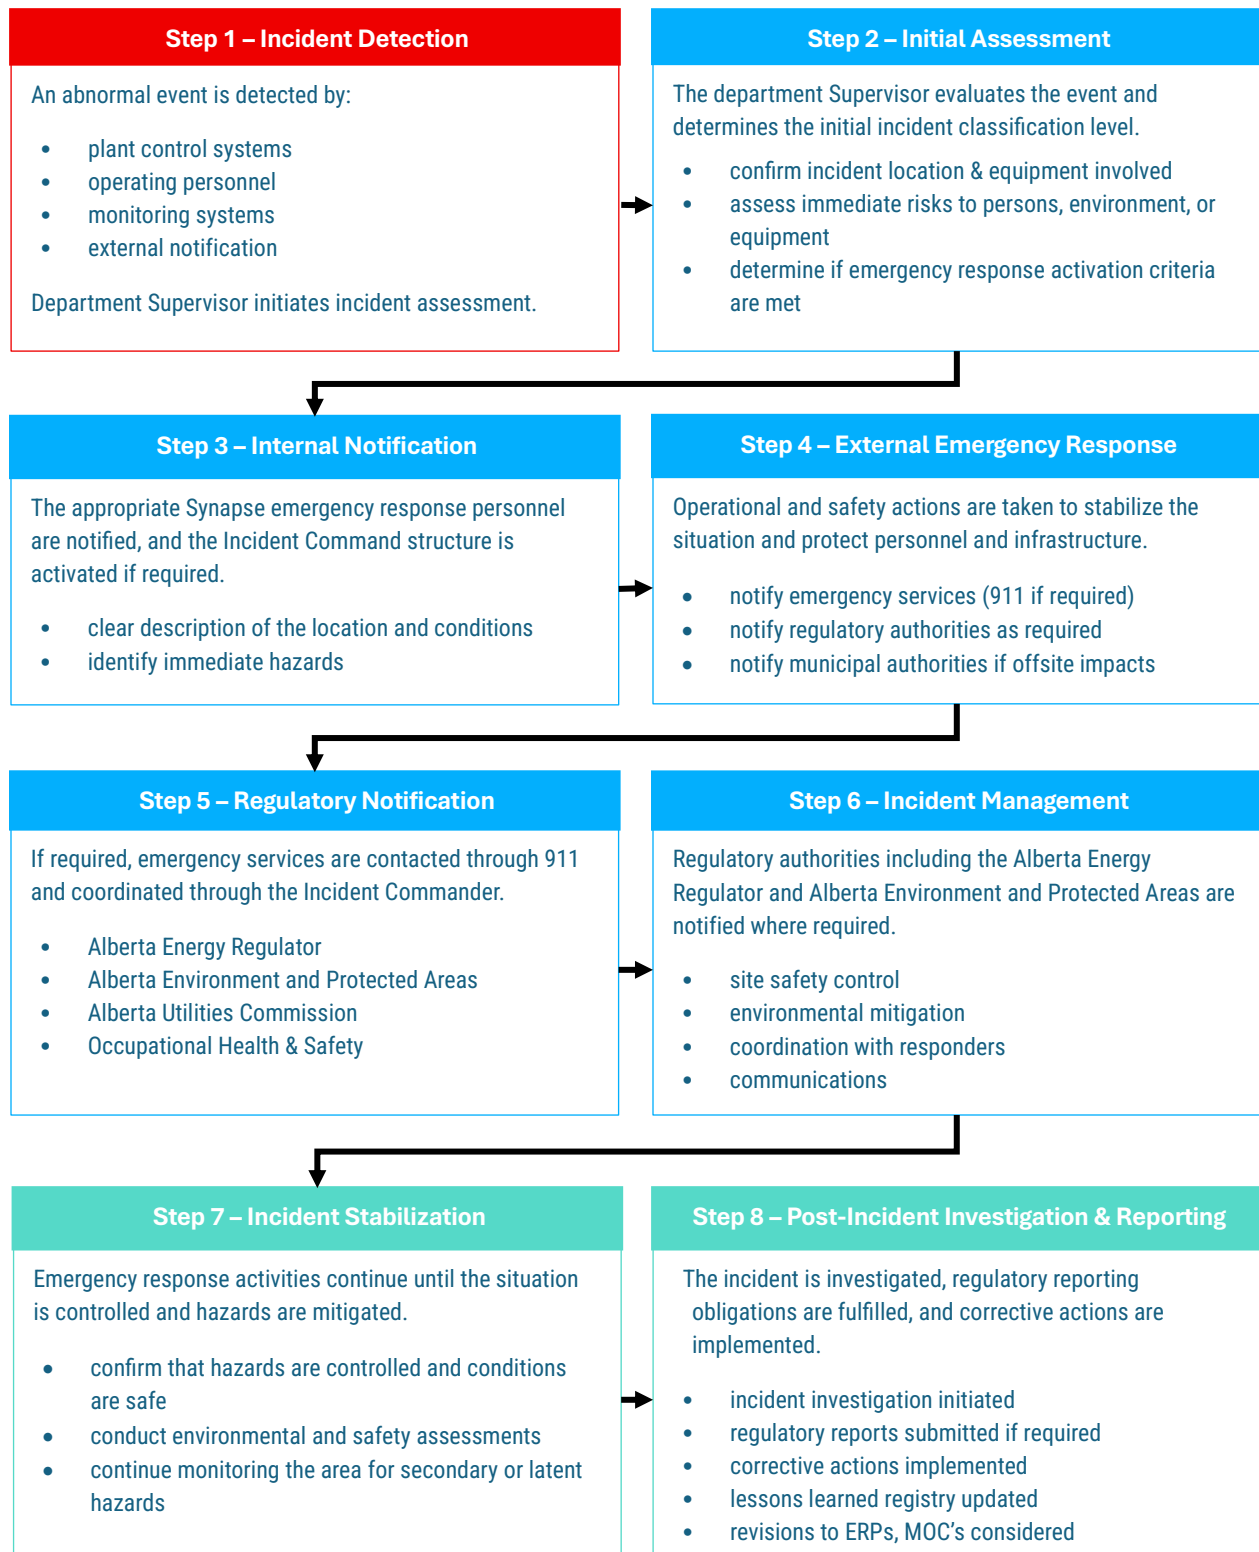 Step 1 – Incident Detection
An abnormal event is detected by:
• plant control systems
• operating personnel
• monitoring systems
• external notification
Department Supervisor initiates incident assessment.
Step 2 – Initial Assessment
The department Supervisor evaluates the event and
determines the initial incident classification level.
• confirm incident location & equipment involved
• assess immediate risks to persons, environment, or
equipment
• determine if emergency response activation criteria
are met
Step 3 – Internal Notification
The appropriate Synapse emergency response personnel
are notified, and the Incident Command structure is
activated if required.
• clear description of the location and conditions
• identify immediate hazards
Step 4 – External Emergency Response
Operational and safety actions are taken to stabilize the
situation and protect personnel and infrastructure.
• notify emergency services (911 if required)
• notify regulatory authorities as required
• notify municipal authorities if offsite impacts
Step 5 – Regulatory Notification
If required, emergency services are contacted through 911
and coordinated through the Incident Commander.
• Alberta Energy Regulator
• Alberta Environment and Protected Areas
• Alberta Utilities Commission
• Occupational Health & Safety
Step 6 – Incident Management
Regulatory authorities including the Alberta Energy
Regulator and Alberta Environment and Protected Areas are
notified where required.
• site safety control
• environmental mitigation
• coordination with responders
• communications
Step 7 – Incident Stabilization
Emergency response activities continue until the situation
is controlled and hazards are mitigated.
• confirm that hazards are controlled and conditions
are safe
• conduct environmental and safety assessments
• continue monitoring the area for secondary or latent
hazards
Step 8 – Post-Incident Investigation & Reporting
The incident is investigated, regulatory reporting
obligations are fulfilled, and corrective actions are
implemented.
• incident investigation initiated
• regulatory reports submitted if required
• corrective actions implemented
• lessons learned registry updated
• revisions to ERPs, MOC's considered